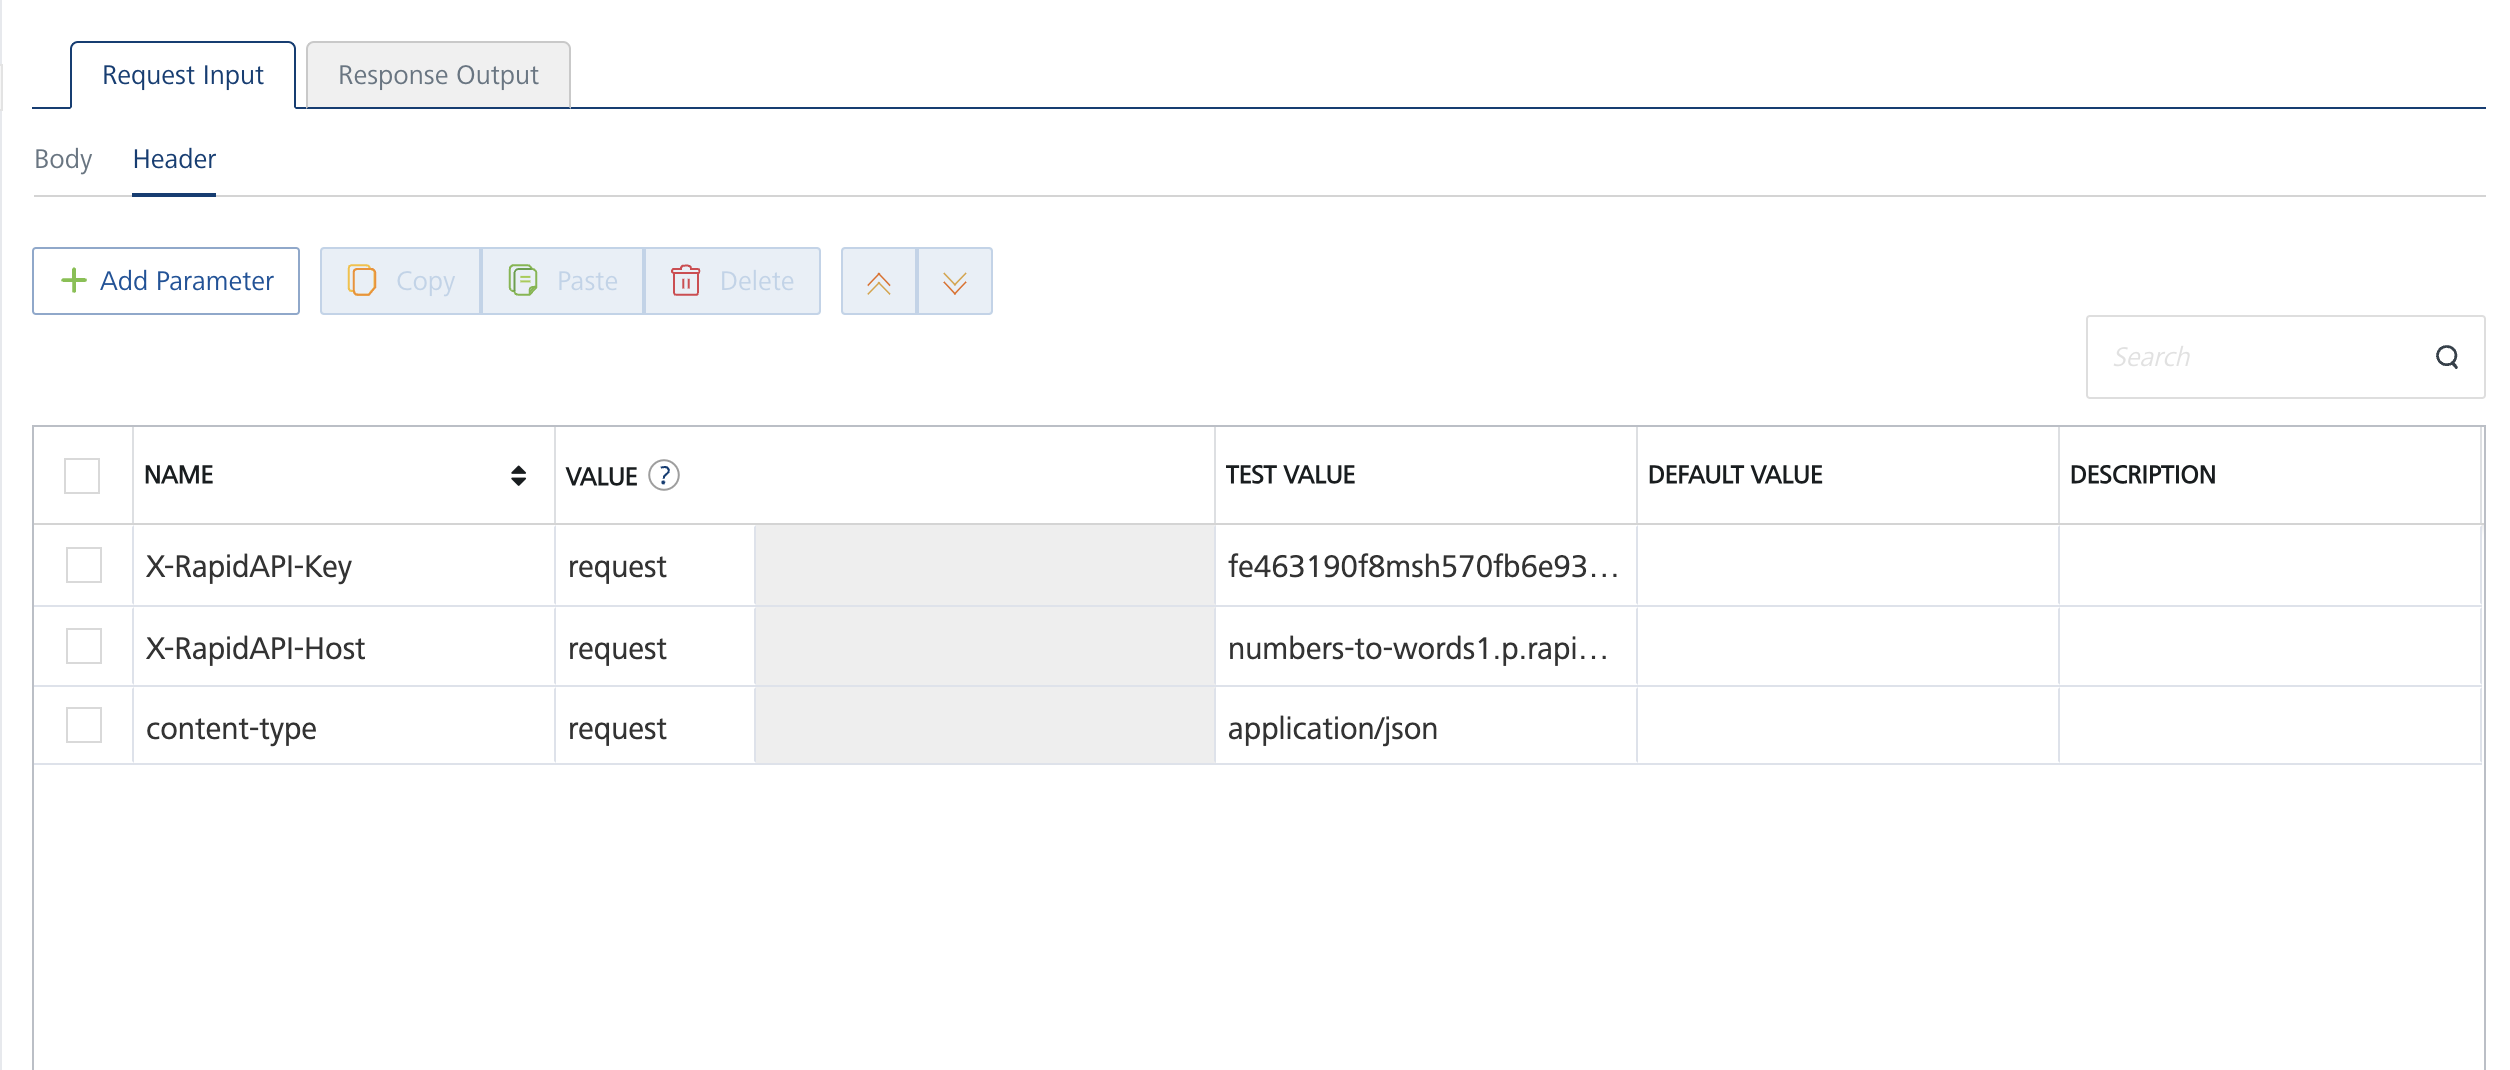 Request Input Response Output
Body Header
Add Parameter Copy Paste Delete
Search
NAME VALUE ? TEST VALUE DEFAULT VALUE DESCRIPTION
X-RapidAPI-Key request fe463190f8msh570fb6e93...
X-RapidAPI-Host request numbers-to-words1.p.rapi...
content-type request application/json